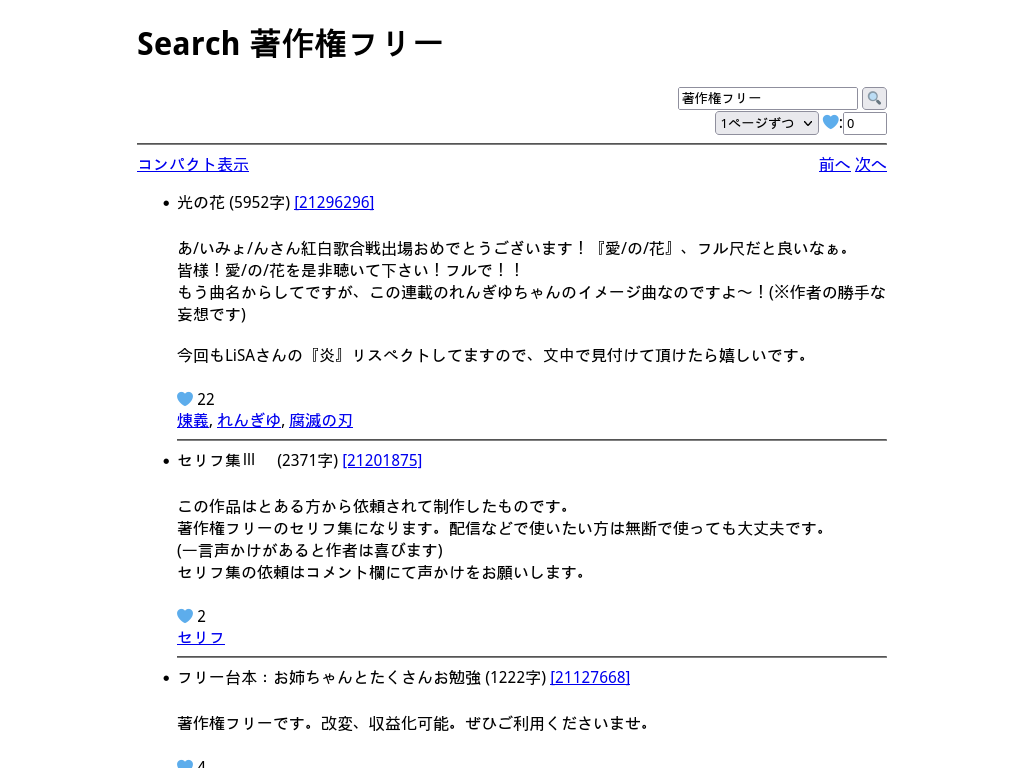 Search 著作権フリー
著作権フリー
1ページずつ 💙:0
コンパクト表示 前へ 次へ
• 光の花 (5952字) [21296296]
あ/いみょ/んさん紅白歌合戦出場おめでとうございます！『愛/の/花』、フル尺だと良いなぁ。
皆様！愛/の/花を是非聴いて下さい！フルで！！
もう曲名からしてですが、この連載のれんぎゆちゃんのイメージ曲なのですよ〜！(※作者の勝手な
妄想です)
今回もLiSAさんの『炎』リスペクトしてますので、文中で見付けて頂けたら嬉しいです。
💙 22
煉義, れんぎゆ, 腐滅の刃
• セリフ集Ⅲ　 (2371字) [21201875]
この作品はとある方から依頼されて制作したものです。
著作権フリーのセリフ集になります。配信などで使いたい方は無断で使っても大丈夫です。
(一言声かけがあると作者は喜びます)
セリフ集の依頼はコメント欄にて声かけをお願いします。
💙 2
セリフ
• フリー台本：お姉ちゃんとたくさんお勉強 (1222字) [21127668]
著作権フリーです。改変、収益化可能。ぜひご利用くださいませ。
💙 4